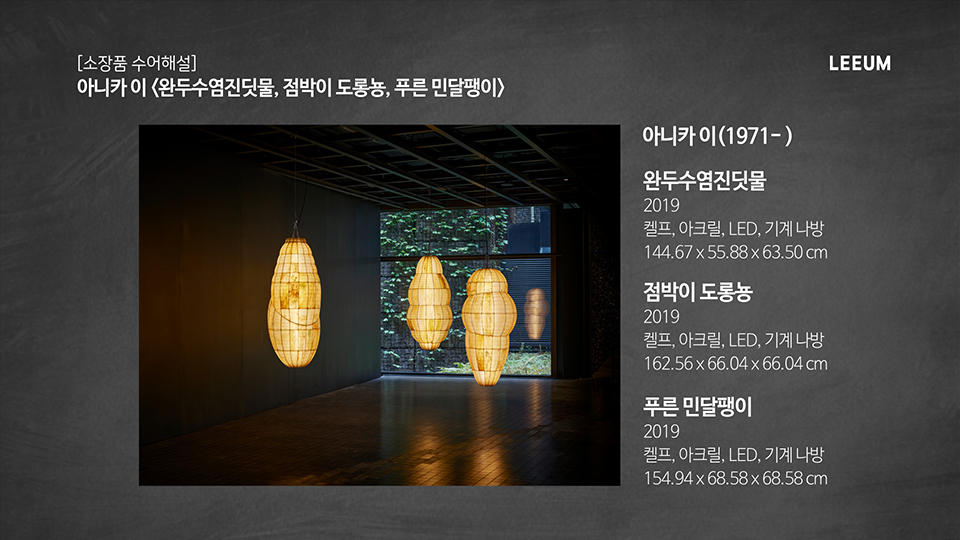 [소장품 수어해설]
아니카 이 〈완두수염진딧물, 점박이 도롱뇽, 푸른 민달팽이〉
LEEUM
아니카 이(1971- )
완두수염진딧물
2019
켈프, 아크릴, LED, 기계 나방
144.67 x 55.88 x 63.50 cm
점박이 도롱뇽
2019
켈프, 아크릴, LED, 기계 나방
162.56 x 66.04 x 66.04 cm
푸른 민달팽이
2019
켈프, 아크릴, LED, 기계 나방
154.94 x 68.58 x 68.58 cm